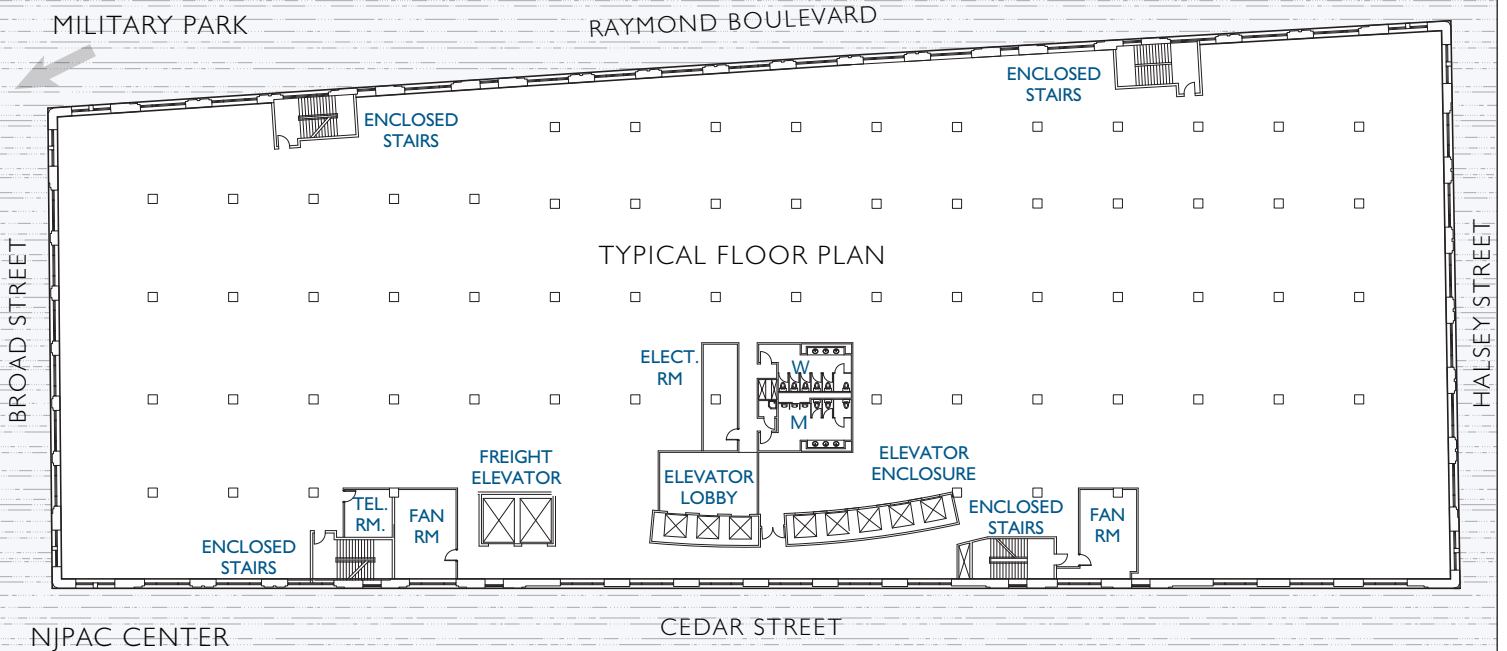 MILITARY PARK
RAYMOND BOULEVARD
ENCLOSED
STAIRS
ENCLOSED
STAIRS
TYPICAL FLOOR PLAN
BROAD STREET
HALSEY STREET
ELECT.
RM
W
M
FREIGHT
ELEVATOR
ELEVATOR
LOBBY
ELEVATOR
ENCLOSURE
TEL.
RM.
FAN
RM
ENCLOSED
STAIRS
FAN
RM
ENCLOSED
STAIRS
CEDAR STREET
NJPAC CENTER